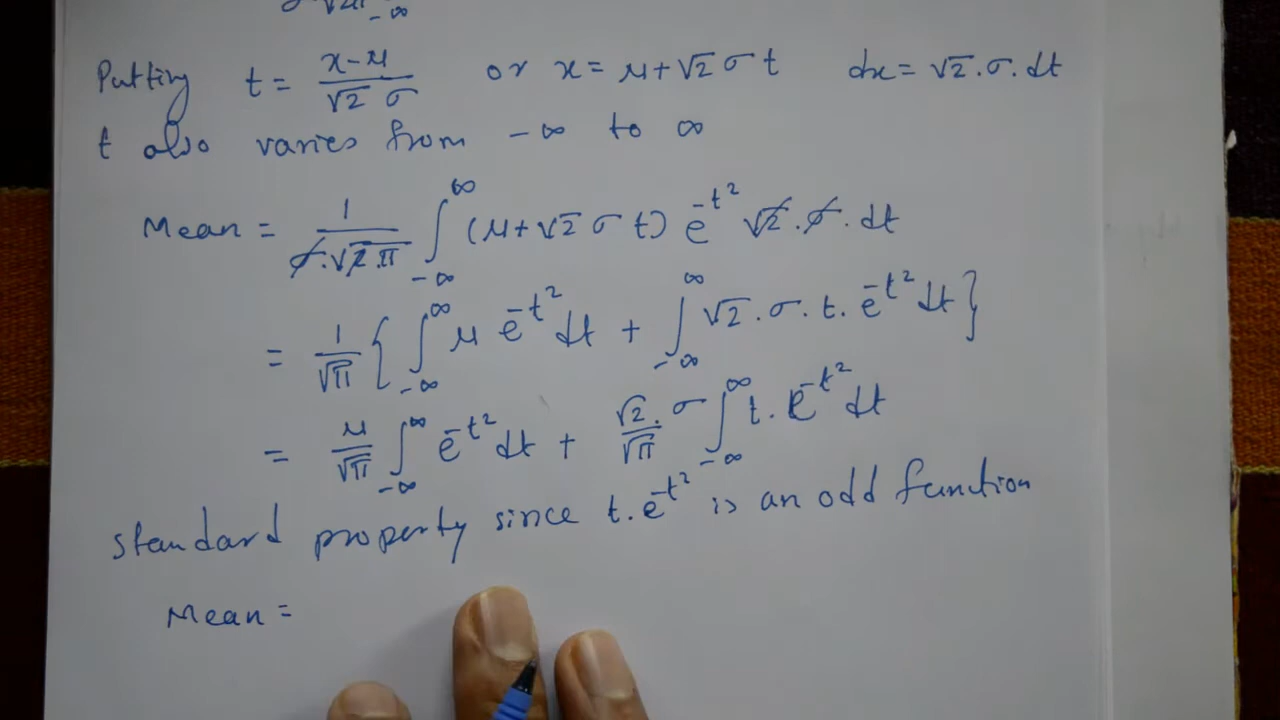 Putting t = x-μ / √2 σ or x = μ+√2 σ t dx = √2 . σ . dt
t also varies from -∞ to ∞
Mean = 1 / σ.√2.π ∫_{-∞}^{∞} (μ+√2 σ t) e^{-t²} √2 . σ . dt
= 1/√π { ∫_{-∞}^{∞} μ e^{-t²} dt + ∫_{-∞}^{∞} √2 . σ . t . e^{-t²} dt }
= μ/√π ∫_{-∞}^{∞} e^{-t²} dt + √2 . σ / √π ∫_{-∞}^{∞} t . e^{-t²} dt
standard property since t . e^{-t²} is an odd function
Mean =